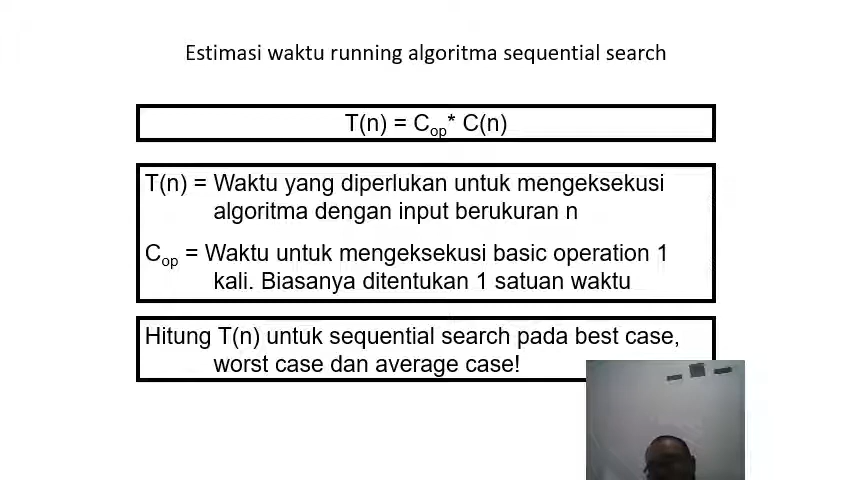 Estimasi waktu running algoritma sequential search
T(n) = Cop* C(n)
T(n) = Waktu yang diperlukan untuk mengeksekusi
algoritma dengan input berukuran n
Cop = Waktu untuk mengeksekusi basic operation 1
kali. Biasanya ditentukan 1 satuan waktu
Hitung T(n) untuk sequential search pada best case,
worst case dan average case!